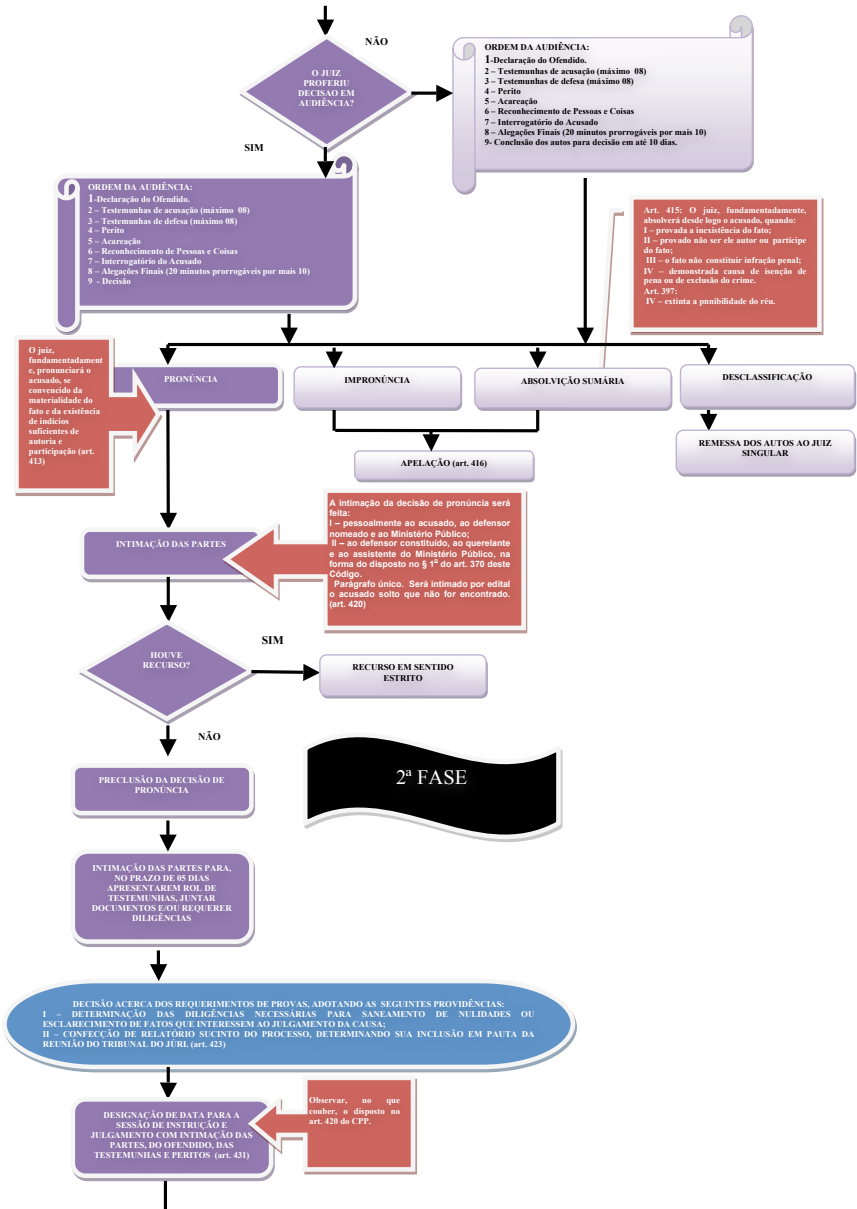 NÃO
O JUIZ
PROFERIU
DECISAO EM
AUDIÊNCIA?
SIM
ORDEM DA AUDIÊNCIA:
1-Declaração do Ofendido.
2 – Testemunhas de acusação (máximo 08)
3 – Testemunhas de defesa (máximo 08)
4 – Perito
5 – Acareação
6 – Reconhecimento de Pessoas e Coisas
7 – Interrogatório do Acusado
8 – Alegações Finais (20 minutos prorrogáveis por mais 10)
9- Conclusão dos autos para decisão em até 10 dias.
ORDEM DA AUDIÊNCIA:
1-Declaração do Ofendido.
2 – Testemunhas de acusação (máximo 08)
3 – Testemunhas de defesa (máximo 08)
4 – Perito
5 – Acareação
6 – Reconhecimento de Pessoas e Coisas
7 – Interrogatório do Acusado
8 – Alegações Finais (20 minutos prorrogáveis por mais 10)
9 - Decisão
Art. 415: O juiz, fundamentadamente,
absolverá desde logo o acusado, quando:
I – provada a inexistência do fato;
II – provado não ser ele autor ou partícipe
do fato;
III – o fato não constituir infração penal;
IV – demonstrada causa de isenção de
pena ou de exclusão do crime.
Art. 397:
IV – extinta a punibilidade do réu.
O juiz,
fundamentadament
e, pronunciará o
acusado, se
convencido da
materialidade do
fato e da existência
de indícios
suficientes de
autoria e
participação (art.
413)
PRONÚNCIA
IMPRONÚNCIA
ABSOLVIÇÃO SUMÁRIA
DESCLASSIFICAÇÃO
APELAÇÃO (art. 416)
REMESSA DOS AUTOS AO JUIZ
SINGULAR
INTIMAÇÃO DAS PARTES
A intimação da decisão de pronúncia será
feita:
I – pessoalmente ao acusado, ao defensor
nomeado e ao Ministério Público;
II – ao defensor constituído, ao querelante
e ao assistente do Ministério Público, na
forma do disposto no § 1º do art. 370 deste
Código.
Parágrafo único. Será intimado por edital
o acusado solto que não for encontrado.
(art. 420)
HOUVE
RECURSO?
SIM
RECURSO EM SENTIDO
ESTRITO
NÃO
PRECLUSÃO DA DECISÃO DE
PRONÚNCIA
2ª FASE
INTIMAÇÃO DAS PARTES PARA,
NO PRAZO DE 05 DIAS
APRESENTAREM ROL DE
TESTEMUNHAS, JUNTAR
DOCUMENTOS E/OU REQUERER
DILIGÊNCIAS
DECISÃO ACERCA DOS REQUERIMENTOS DE PROVAS, ADOTANDO AS SEGUINTES PROVIDÊNCIAS:
I – DETERMINAÇÃO DAS DILIGÊNCIAS NECESSÁRIAS PARA SANEAMENTO DE NULIDADES OU
ESCLARECIMENTO DE FATOS QUE INTERESSEM AO JULGAMENTO DA CAUSA;
II – CONFECÇÃO DE RELATÓRIO SUCINTO DO PROCESSO, DETERMINANDO SUA INCLUSÃO EM PAUTA DA
REUNIÃO DO TRIBUNAL DO JÚRI. (art. 423)
DESIGNAÇÃO DE DATA PARA A
SESSÃO DE INSTRUÇÃO E
JULGAMENTO COM INTIMAÇÃO DAS
PARTES, DO OFENDIDO, DAS
TESTEMUNHAS E PERITOS (art. 431)
Observar, no que
couber, o disposto no
art. 420 do CPP.